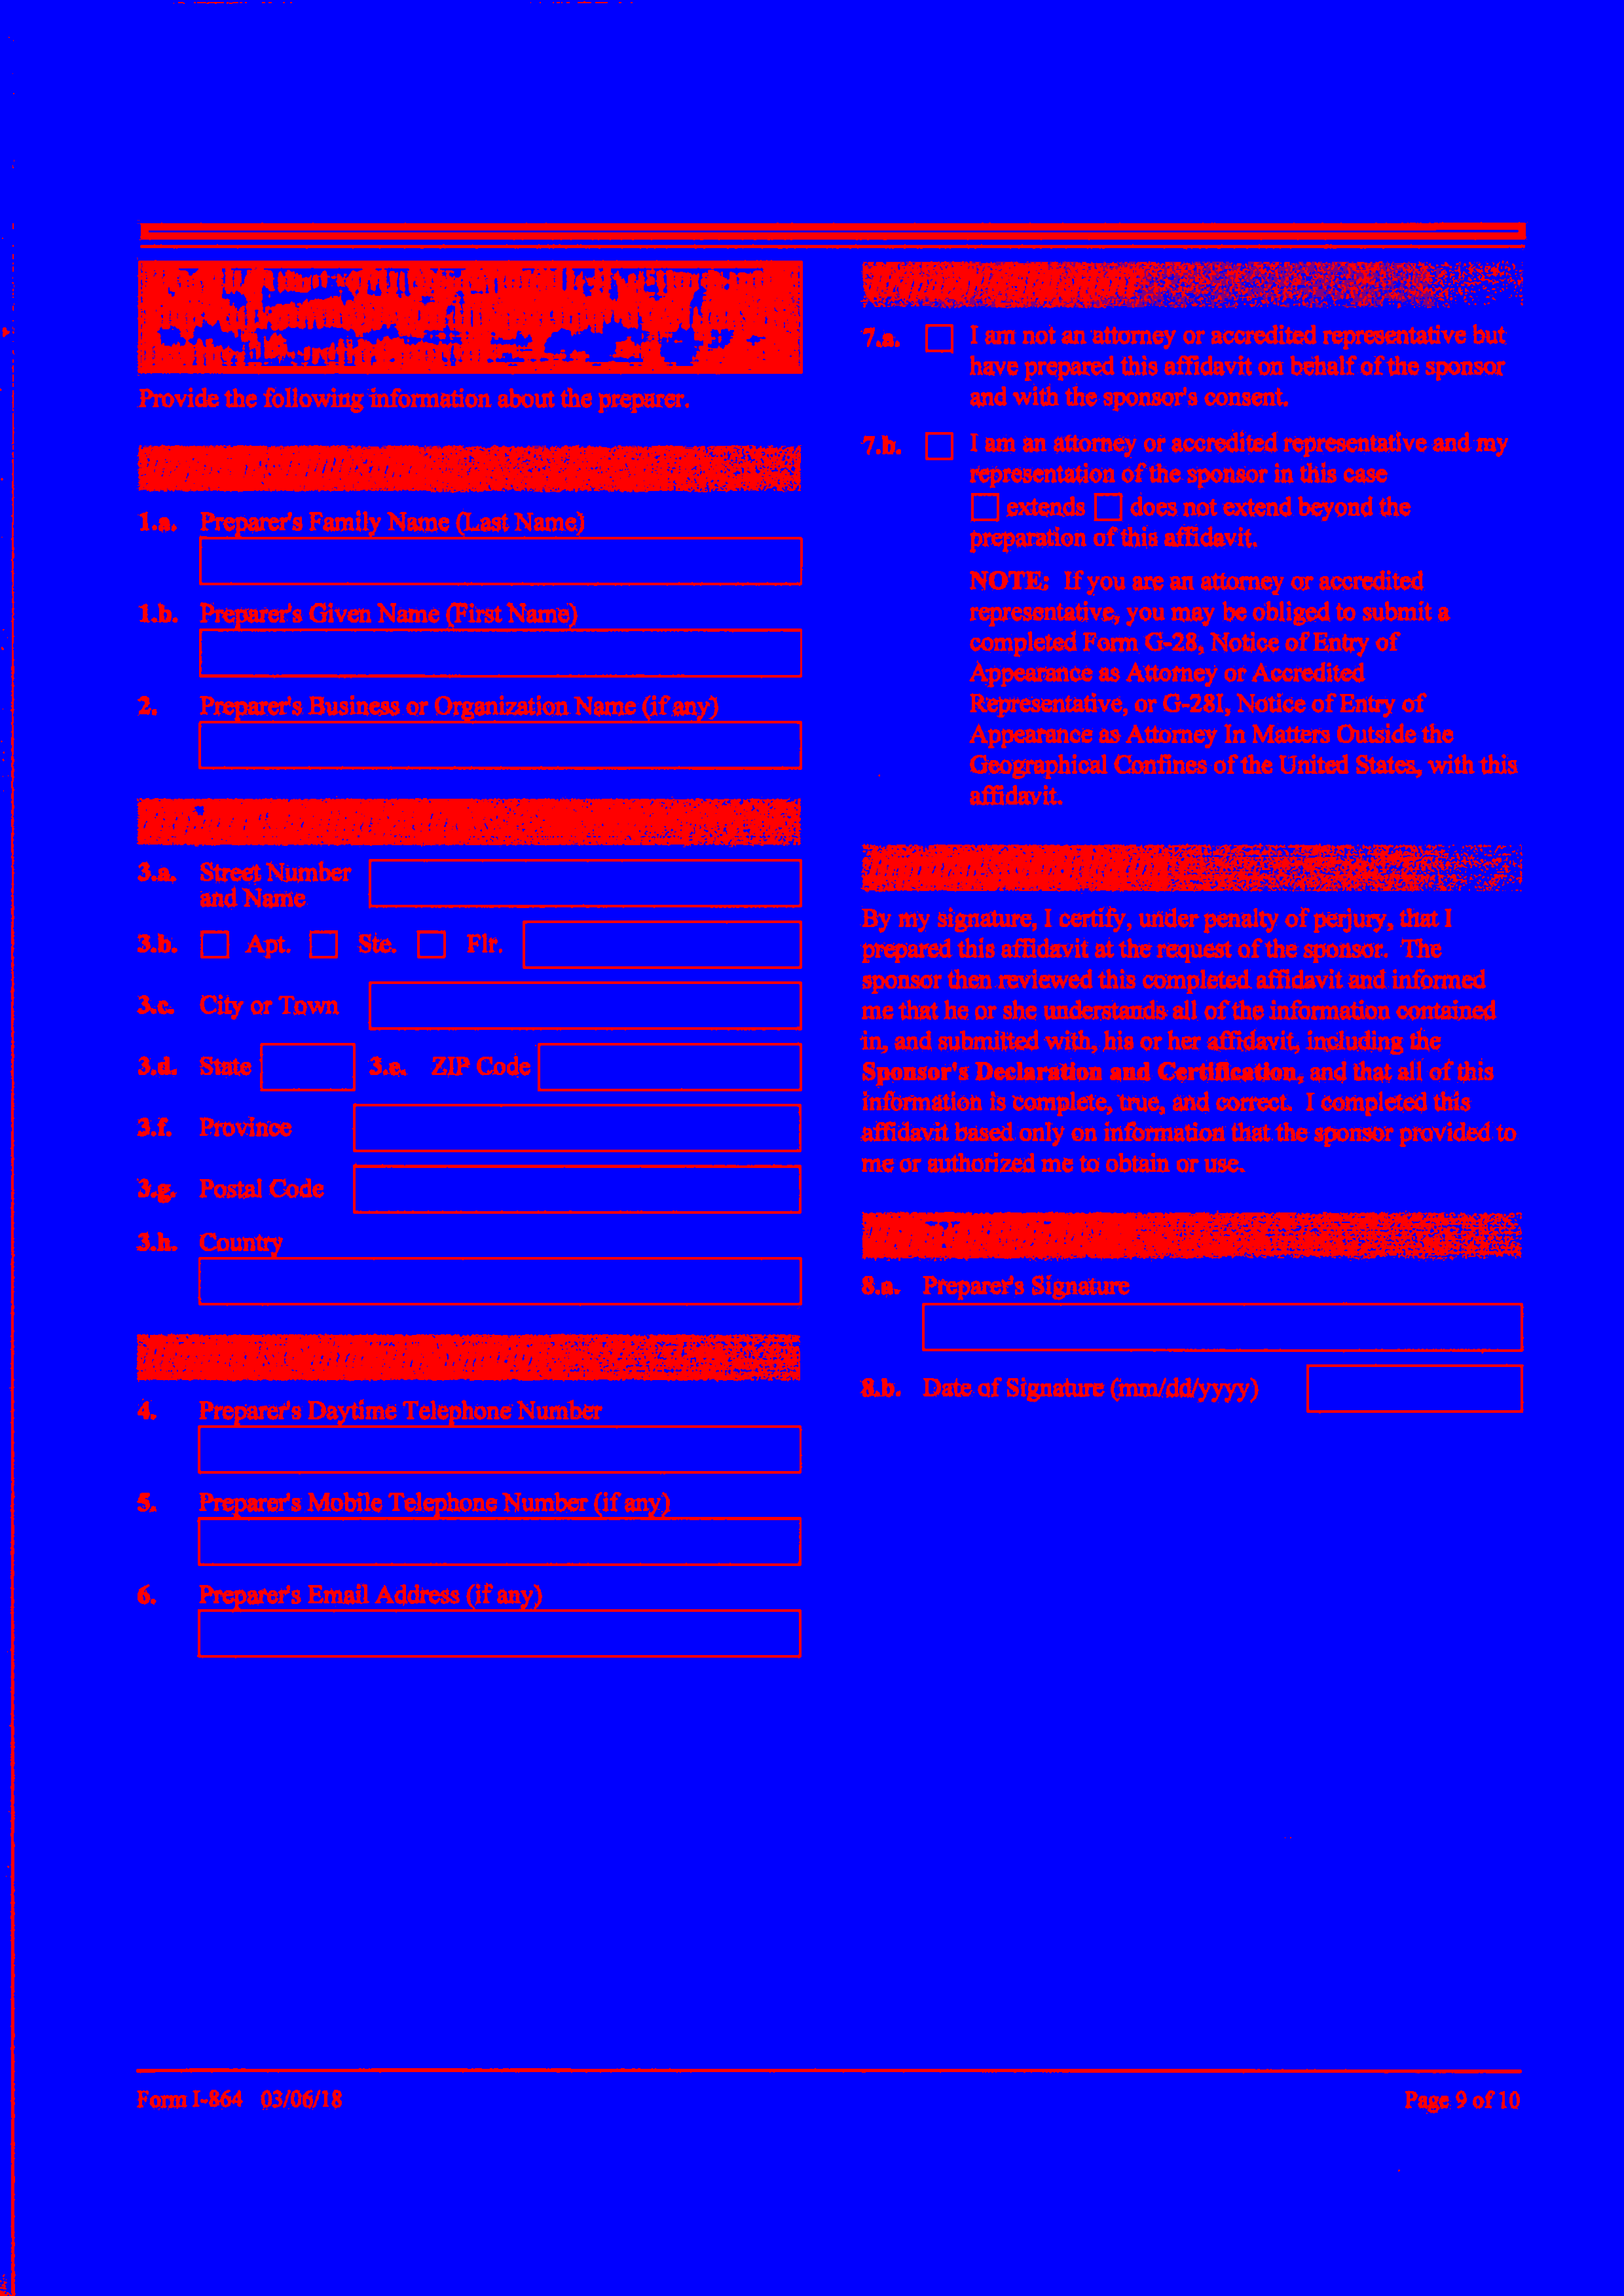 Provide the following information about the preparer.
1.a. Preparer's Family Name (Last Name)
1.b. Preparer's Given Name (First Name)
2. Preparer's Business or Organization Name (if any)
3.a. Street Number
and Name
3.b. Apt. Ste. Flr.
3.c. City or Town
3.d. State 3.e. ZIP Code
3.f. Province
3.g. Postal Code
3.h. Country
4. Preparer's Daytime Telephone Number
5. Preparer's Mobile Telephone Number (if any)
6. Preparer's Email Address (if any)
7.a. I am not an attorney or accredited representative but
have prepared this affidavit on behalf of the sponsor
and with the sponsor's consent.
7.b. I am an attorney or accredited representative and my
representation of the sponsor in this case
extends does not extend beyond the
preparation of this affidavit.
NOTE: If you are an attorney or accredited
representative, you may be obliged to submit a
completed Form G-28, Notice of Entry of
Appearance as Attorney or Accredited
Representative, or G-28I, Notice of Entry of
Appearance as Attorney In Matters Outside the
Geographical Confines of the United States, with this
affidavit.
By my signature, I certify, under penalty of perjury, that I
prepared this affidavit at the request of the sponsor. The
sponsor then reviewed this completed affidavit and informed
me that he or she understands all of the information contained
in, and submitted with, his or her affidavit, including the
Sponsor's Declaration and Certification, and that all of this
information is complete, true, and correct. I completed this
affidavit based only on information that the sponsor provided to
me or authorized me to obtain or use.
8.a. Preparer's Signature
8.b. Date of Signature (mm/dd/yyyy)
Form I-864 03/06/18
Page 9 of 10